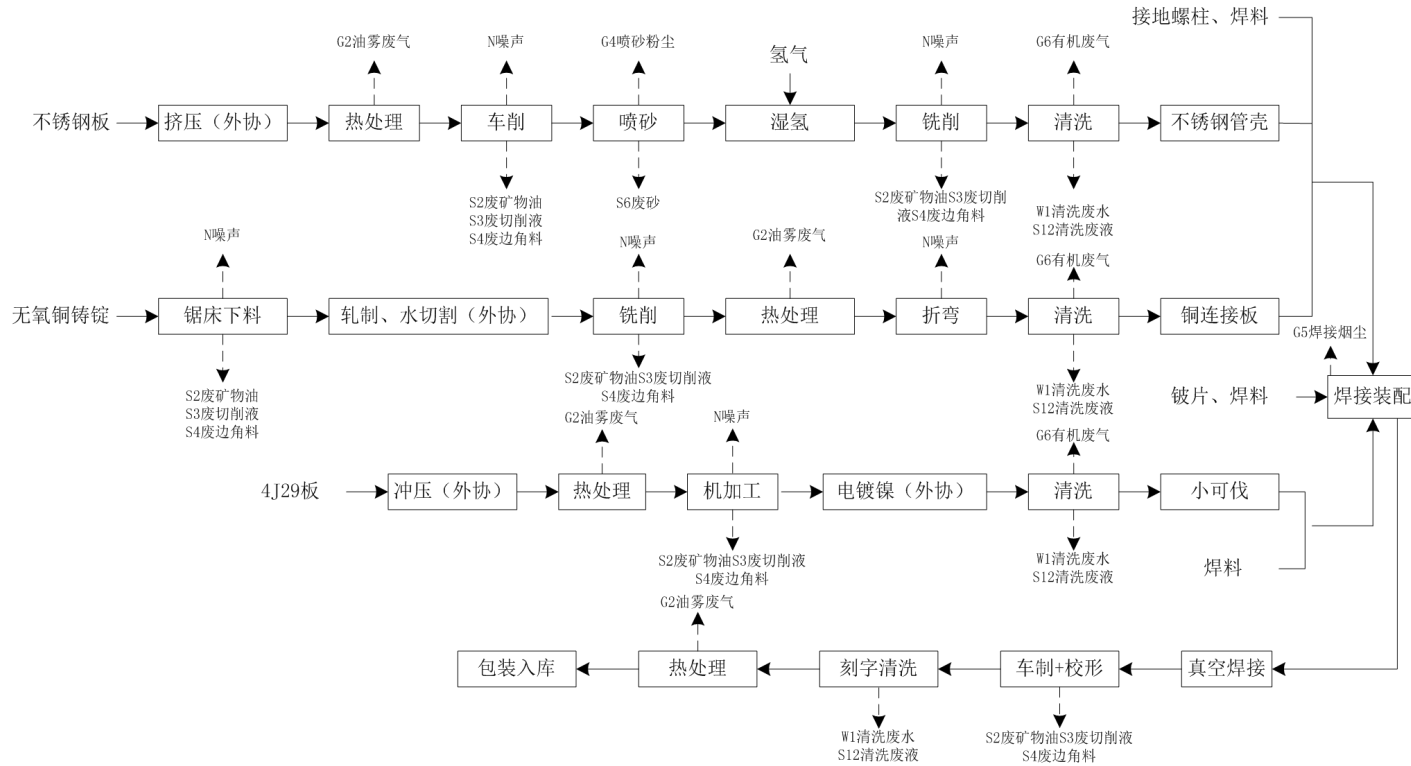 接地螺柱、焊料
G2油雾废气
N噪声
G4喷砂粉尘
氢气
N噪声
G6有机废气
不锈钢板
挤压（外协）
热处理
车削
喷砂
湿氢
铣削
清洗
不锈钢管壳
S2废矿物油
S3废切削液
S4废边角料
S6废砂
S2废矿物油S3废切削
液S4废边角料
W1清洗废水
S12清洗废液
N噪声
N噪声
G2油雾废气
N噪声
G6有机废气
无氧铜铸锭
锯床下料
轧制、水切割（外协）
铣削
热处理
折弯
清洗
铜连接板
G5焊接烟尘
S2废矿物油
S3废切削液
S4废边角料
S2废矿物油S3废切削液
S4废边角料
W1清洗废水
S12清洗废液
铍片、焊料
焊接装配
G2油雾废气
N噪声
G6有机废气
4J29板
冲压（外协）
热处理
机加工
电镀镍（外协）
清洗
小可伐
S2废矿物油S3废切削液
S4废边角料
W1清洗废水
S12清洗废液
焊料
G2油雾废气
包装入库
热处理
刻字清洗
车制+校形
真空焊接
W1清洗废水
S12清洗废液
S2废矿物油S3废切削液
S4废边角料